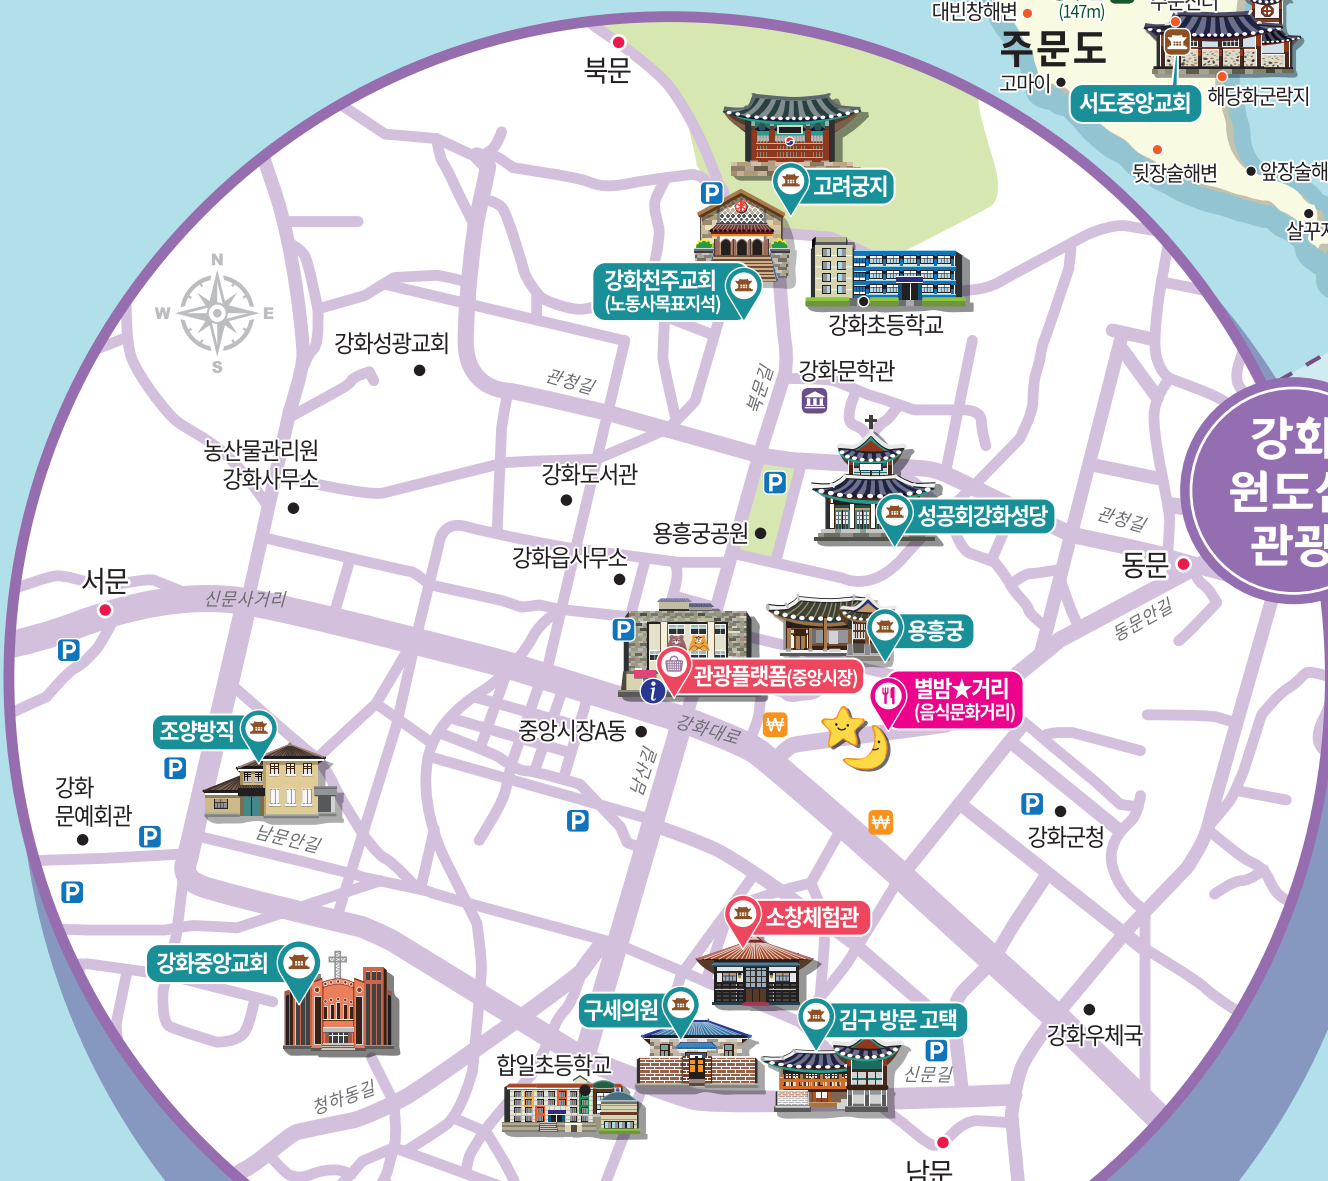 대빈창해변
(147m)
주문도
고마이
서도중앙교회
해당화군락지
뒷장술해변
앞장술해
살꾸지
북문
P
고려궁지
강화천주교회
(노동사목표지석)
강화초등학교
N
W
E
S
강화성광교회
관청길
북문길
강화문학관
농산물관리원
강화사무소
강화도서관
P
용흥궁공원
성공회강화성당
관청길
강화
원도심
관광
강화읍사무소
동문
서문
신문사거리
동문안길
P
P
용흥궁
관광플랫폼(중앙시장)
i
별밤★거리
(음식문화거리)
조양방직
P
중앙시장A동
강화대로
₩
남산길
강화
문예회관
P
남문안길
P
₩
P
강화군청
P
소창체험관
강화중앙교회
구세의원
김구 방문 고택
강화우체국
합일초등학교
P
신문길
청하동길
남문